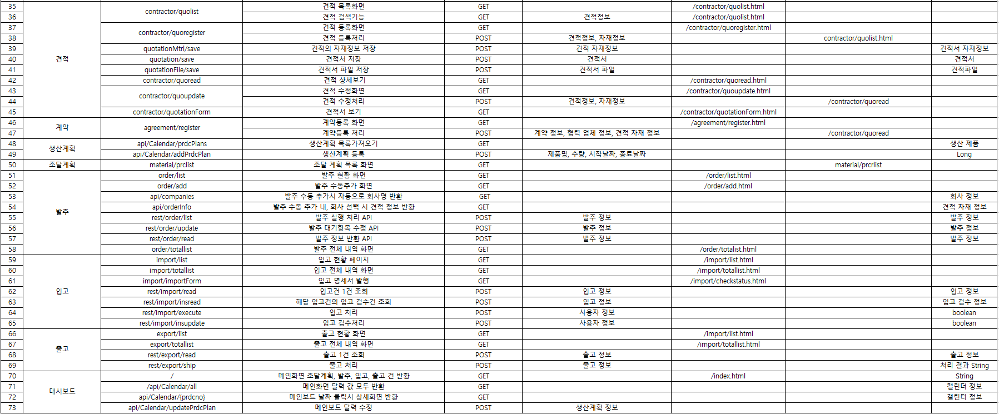 35 견적 contractor/quolist 견적 목록화면 GET /contractor/quolist.html
36 견적 검색기능 GET 견적정보 /contractor/quolist.html
37 contractor/quoregister 견적 등록화면 GET /contractor/quoregister.html
38 견적 등록처리 POST 견적정보, 자재정보 contractor/quolist.html
39 quotationMtrl/save 견적의 자재정보 저장 POST 견적 자재정보 견적서 자재정보
40 quotation/save 견적서 저장 POST 견적서 견적서
41 quotationFile/save 견적서 파일 저장 POST 견적서 파일 견적파일
42 contractor/quoread 견적 상세보기 GET /contractor/quoread.html
43 contractor/quoupdate 견적 수정화면 GET /contractor/quoupdate.html
44 견적 수정처리 POST 견적정보, 자재정보 /contractor/quoread
45 contractor/quotationForm 견적서 보기 GET /contractor/quotationForm.html
46 계약 agreement/register 계약등록 화면 GET /agreement/register.html
47 계약등록 처리 POST 계약 정보, 협력 업체 정보, 견적 자재 정보 /contractor/quoread
48 생산계획 api/Calendar/prdcPlans 생산계획 목록가져오기 GET 생산 제품
49 api/Calendar/addPrdcPlan 생산계획 등록 POST 제품명, 수량, 시작날짜, 종료날짜 Long
50 조달계획 material/prclist 조달 계획 목록 화면 GET material/prcrlist
51 발주 order/list 발주 현황 화면 GET /order/list.html
52 order/add 발주 수동추가 화면 GET /order/add.html
53 api/companies 발주 수동 추가시 자동으로 회사명 반환 GET 회사 정보
54 api/orderInfo 발주 수동 추가 내, 회사 선택 시 견적 정보 반환 GET 견적 자재 정보
55 rest/order/list 발주 실행 처리 API POST 발주 정보 발주 정보
56 rest/order/update 발주 대기항목 수정 API POST 발주 정보 발주 정보
57 rest/order/read 발주 정보 반환 API POST 발주 정보 발주 정보
58 order/totallist 발주 전체 내역 화면 GET /order/totalist.html
59 입고 import/list 입고 현황 페이지 GET /import/list.html
60 import/totallist 입고 전체 내역 화면 GET /import/totallist.html
61 import/importForm 입고 명세서 발행 GET /import/checkstatus.html
62 rest/import/read 입고건 1건 조회 POST 입고 정보 입고 정보
63 rest/import/insread 해당 입고건의 입고 검수건 조회 POST 입고 정보 입고 검수 정보
64 rest/import/execute 입고 처리 POST 사용자 정보 boolean
65 rest/import/insupdate 입고 검수처리 POST 사용자 정보 boolean
66 출고 export/list 출고 현황 화면 GET /import/list.html
67 export/totallist 출고 전체 내역 화면 GET /import/totallist.html
68 rest/export/read 출고 1건 조회 POST 출고 정보 출고 정보
69 rest/export/ship 출고 처리 POST 출고 정보 처리 결과 String
70 대시보드 / 메인화면 조달계획, 발주, 입고, 출고 건 반환 GET /index.html String
71 /api/Calendar/all 메인화면 달력 값 모두 반환 GET 캘린더 정보
72 api/Calendar/{prdcno} 메인보드 날짜 클릭시 상세화면 반환 GET 캘린터 정보
73 api/Calendar/updatePrdcPlan 메인보드 달력 수정 POST 생산계획 정보